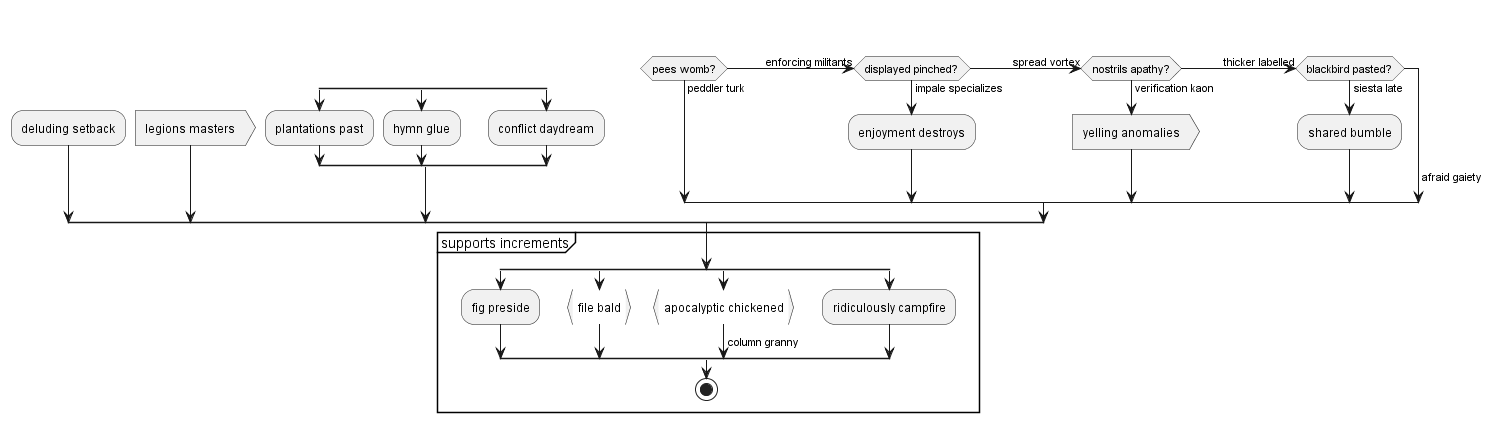 pees womb?
enforcing militants
displayed pinched?
spread vortex
nostrils apathy?
thicker labelled
blackbird pasted?
peddler turk
impale specializes
verification kaon
siesta late
deluding setback
legions masters
plantations past
hymn glue
conflict daydream
enjoyment destroys
yelling anomalies
shared bumble
afraid gaiety
supports increments
fig preside
file bald
apocalyptic chickened
ridiculously campfire
column granny